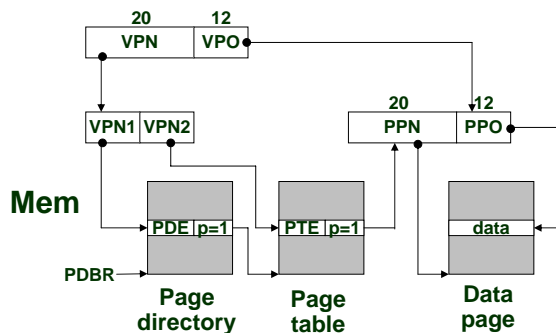 20 12
VPN VPO
20 12
VPN1 VPN2 PPN PPO
Mem
PDE p=1 PTE p=1 data
PDBR
Page directory
Page table
Data page